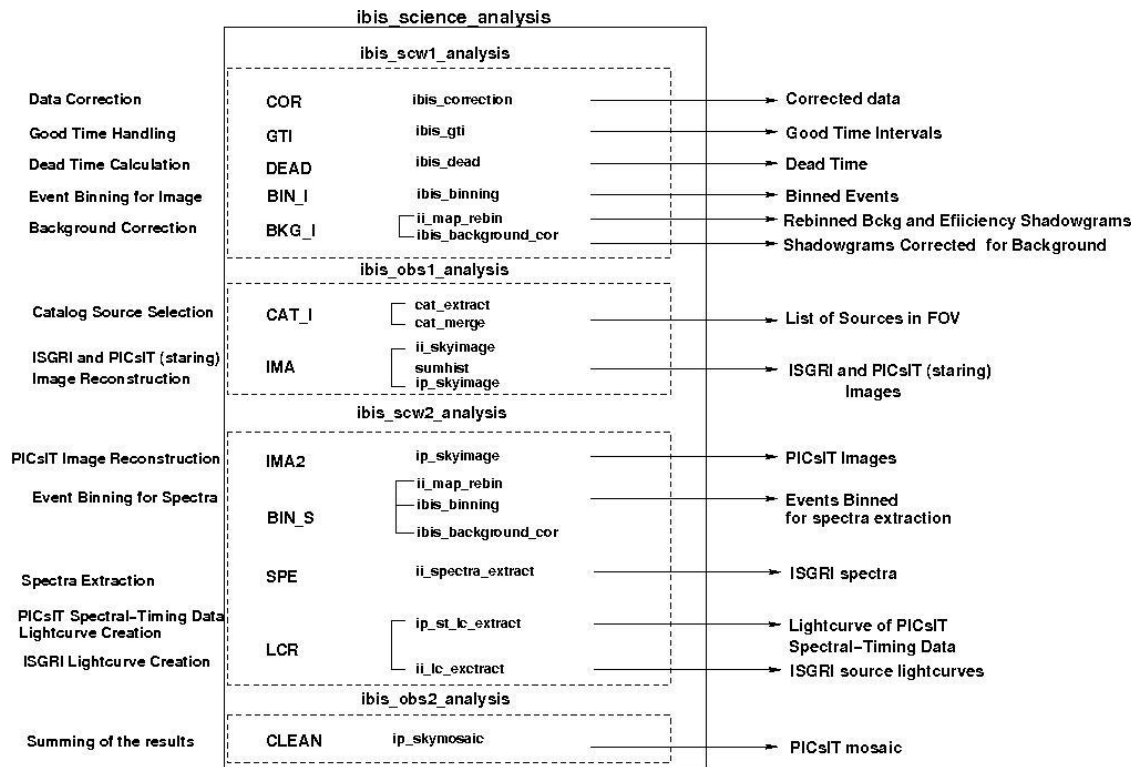 ibis_science_analysis
ibis_scw1_analysis
Data Correction COR ibis_correction Corrected data
Good Time Handling GTI ibis_gti Good Time Intervals
Dead Time Calculation DEAD ibis_dead Dead Time
Event Binning for Image BIN_I ibis_binning Binned Events
Background Correction BKG_I ii_map_rebin Rebinned Bckg and Efiiciency Shadowgrams
ibis_background_cor Shadowgrams Corrected for Background
ibis_obs1_analysis
Catalog Source Selection CAT_I cat_extract
cat_merge List of Sources in FOV
ISGRI and PICsIT (staring)
Image Reconstruction IMA ii_skyimage
sumhist
ip_skyimage ISGRI and PICsIT (staring)
Images
ibis_scw2_analysis
PICsIT Image Reconstruction IMA2 ip_skyimage PICsIT Images
Event Binning for Spectra BIN_S ii_map_rebin
ibis_binning
ibis_background_cor Events Binned
for spectra extraction
Spectra Extraction SPE ii_spectra_extract ISGRI spectra
PICsIT Spectral-Timing Data
Lightcurve Creation LCR ip_st_lc_extract Lightcurve of PICsIT
Spectral-Timing Data
ISGRI Lightcurve Creation ii_lc_exctract ISGRI source lightcurves
ibis_obs2_analysis
Summing of the results CLEAN ip_skymosaic PICsIT mosaic